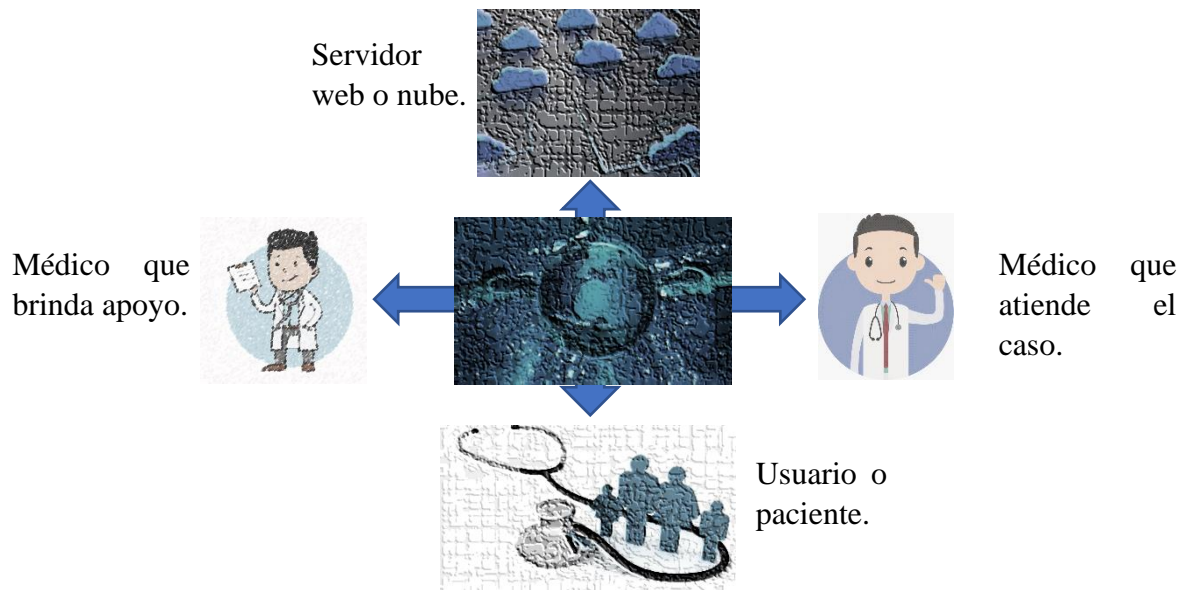 Servidor
web o nube.
Médico que
brinda apoyo.
Médico que
atiende el
caso.
Usuario o
paciente.